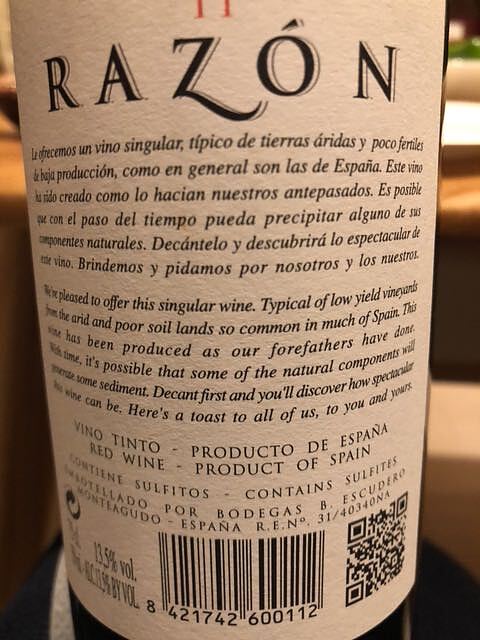 RAZÓN
Le ofrecemos un vino singular, típico de tierras áridas y poco fertiles
de baja producción, como en general son las de España. Este vino
ha sido creado como lo hacian nuestros antepasados. Es posible
que con el paso del tiempo pueda precipitar alguno de sus
componentes naturales. Decántelo y descubrirá lo espectacular de
este vino. Brindemos y pidamos por nosotros y los nuestros.
We're pleased to offer this singular wine. Typical of low yield vineyards
from the arid and poor soil lands so common in much of Spain. This
wine has been produced as our forefathers have done.
With time, it's possible that some of the natural components will
generate some sediment. Decant first and you'll discover how spectacular
this wine can be. Here's a toast to all of us, to you and yours.
VINO TINTO - PRODUCTO DE ESPAÑA
RED WINE - PRODUCT OF SPAIN
CONTIENE SULFITOS - CONTAINS SULFITES
EMBOTELLADO POR BODEGAS B. ESCUDERO
MONTEAGUDO - ESPAÑA R.E.Nº. 31/40340NA
13,5% vol.
ALC. 13,5% BY VOL.
8 421742 600112